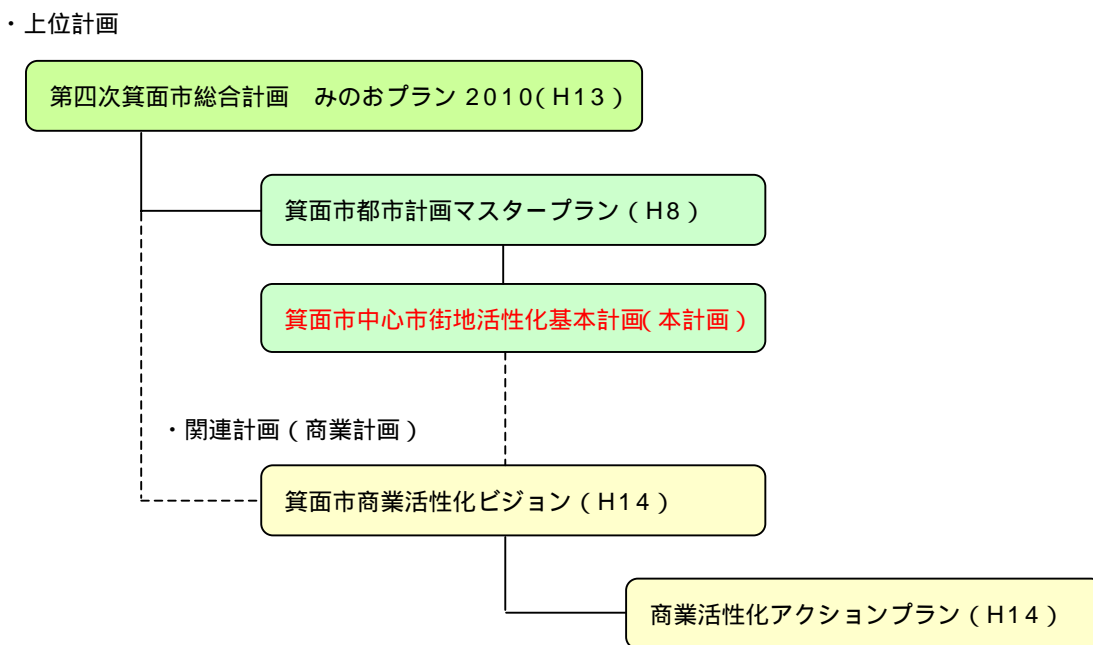 ・上位計画
第四次箕面市総合計画　みのおプラン２０１０（Ｈ１３）
箕面市都市計画マスタープラン（Ｈ８）
箕面市中心市街地活性化基本計画（本計画）
・関連計画（商業計画）
箕面市商業活性化ビジョン（Ｈ１４）
商業活性化アクションプラン（Ｈ１４）